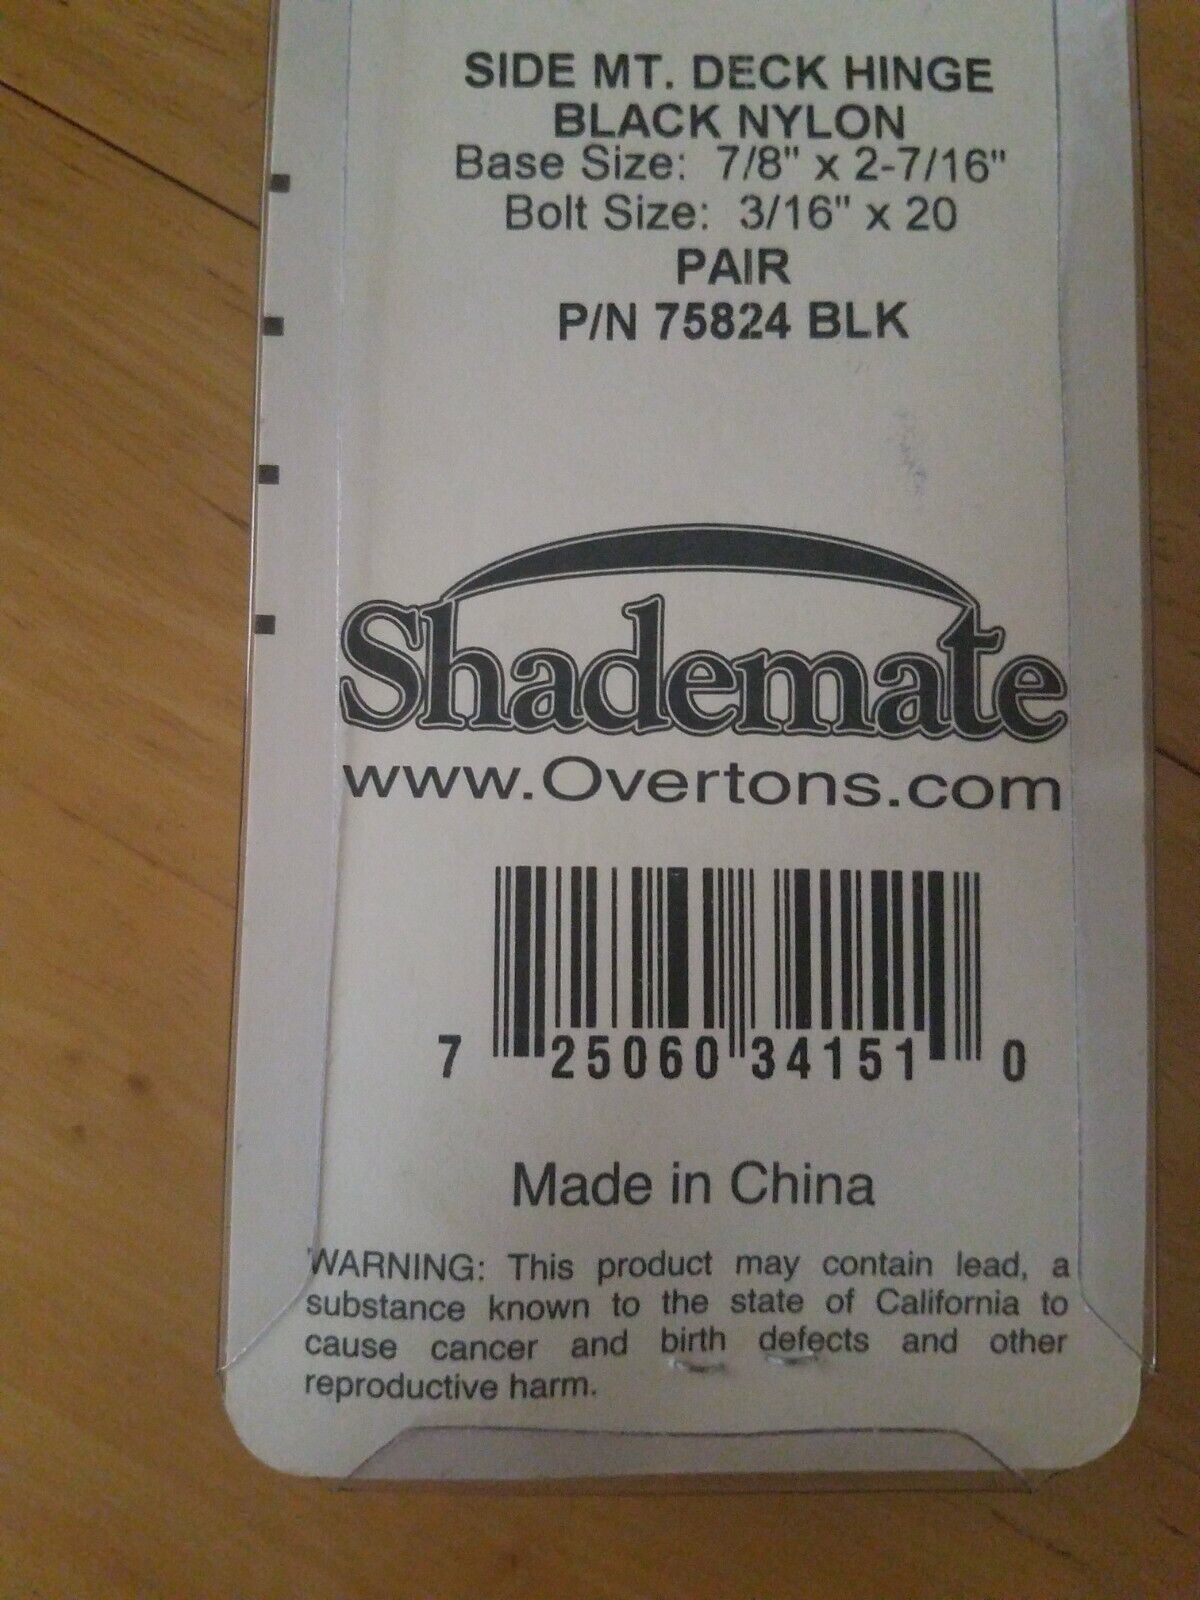 SIDE MT. DECK HINGE
BLACK NYLON
Base Size: 7/8" x 2-7/16"
Bolt Size: 3/16" x 20
PAIR
P/N 75824 BLK
Shademate
www.Overtons.com
7 25060 34151 0
Made in China
WARNING: This product may contain lead, a
substance known to the state of California to
cause cancer and birth defects and other
reproductive harm.